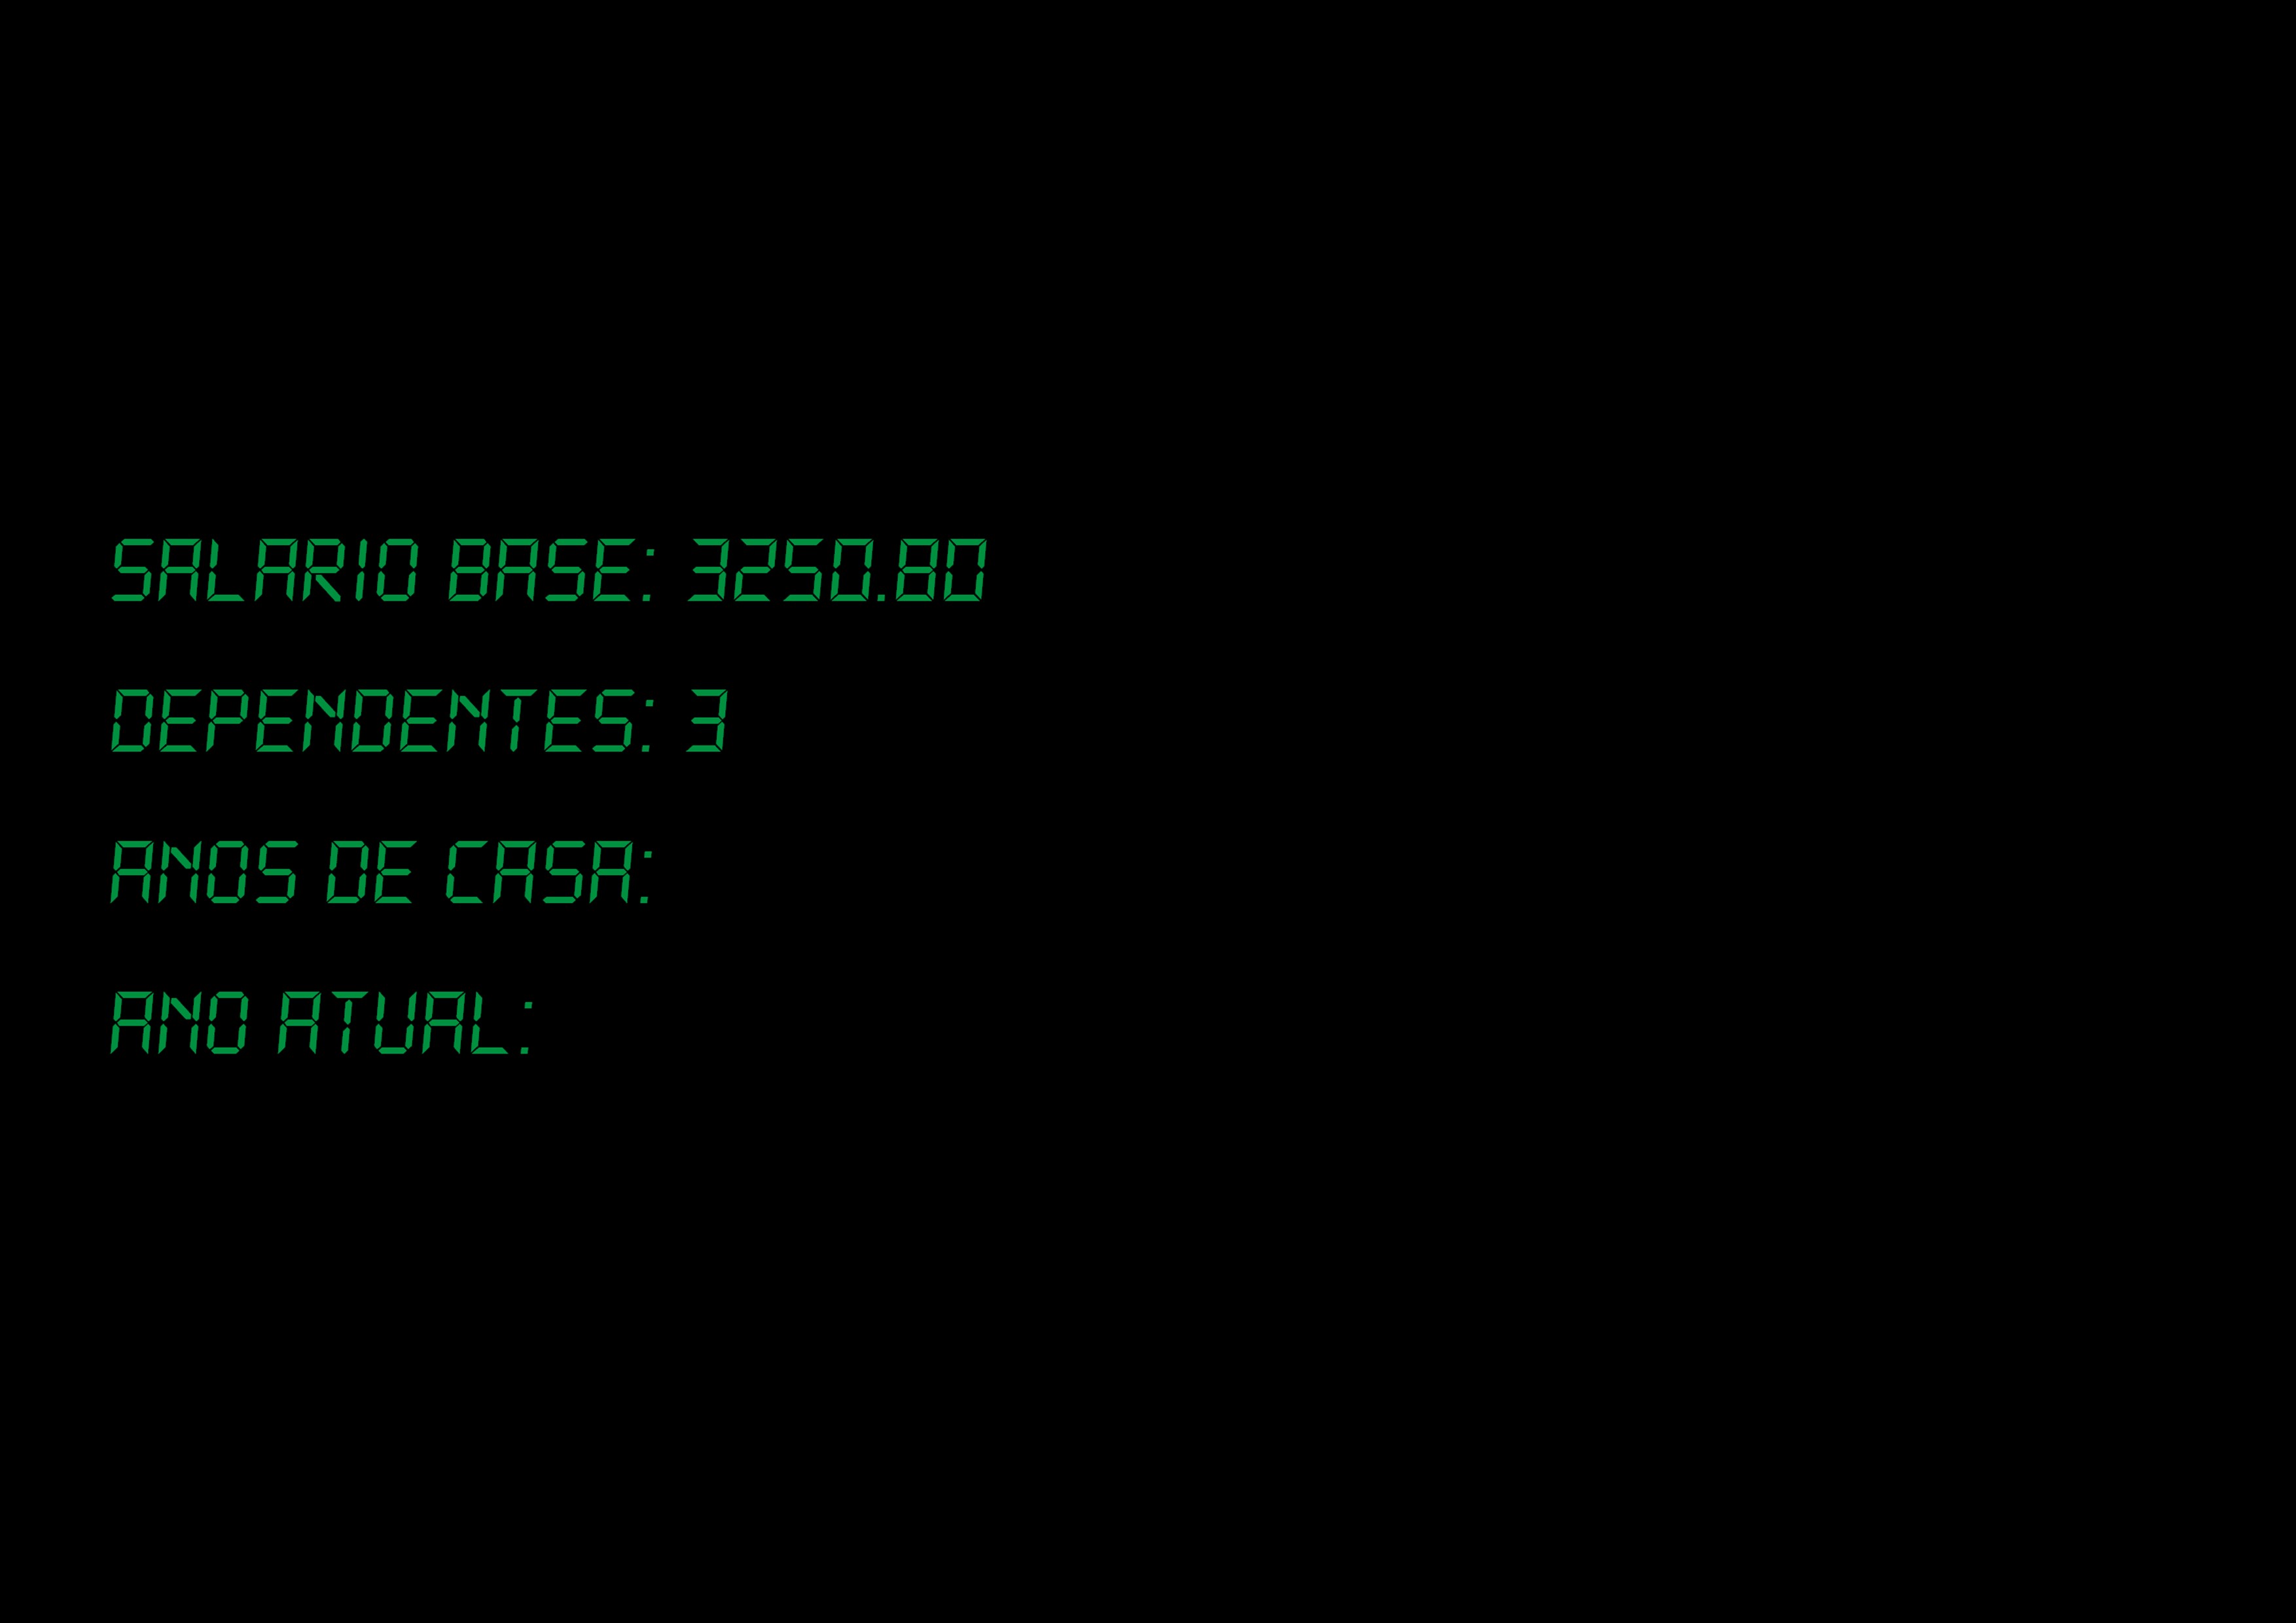 SALARIO BASE: 3250.80
DEPENDENTES: 3
ANOS DE CASA:
ANO ATUAL: